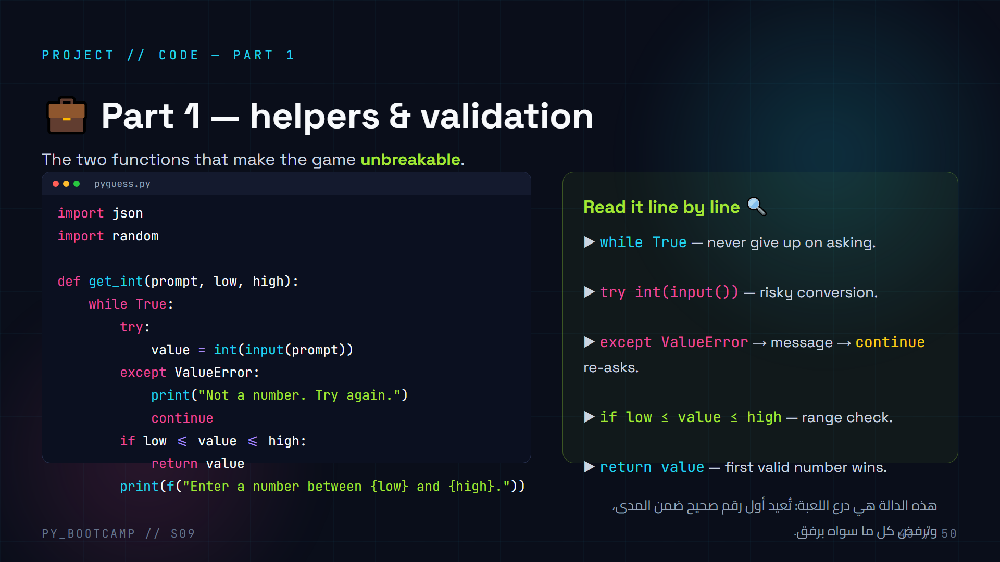 PROJECT // CODE — PART 1
Part 1 — helpers & validation
The two functions that make the game unbreakable.
pyguess.py
import json
import random
def get_int(prompt, low, high):
while True:
try:
value = int(input(prompt))
except ValueError:
print("Not a number. Try again.")
continue
if low ≤ value ≤ high:
return value
print(f("Enter a number between {low} and {high}."))
Read it line by line 🔍
▶ while True — never give up on asking.
▶ try int(input()) — risky conversion.
▶ except ValueError → message → continue
re-asks.
▶ if low ≤ value ≤ high — range check.
▶ return value — first valid number wins.
هذه الدالة هي درع اللعبة: تُعيد أول رقم صحيح ضمن المدى،
وترفض كل ما سواه برفق.
PY_BOOTCAMP // S09
/ 50